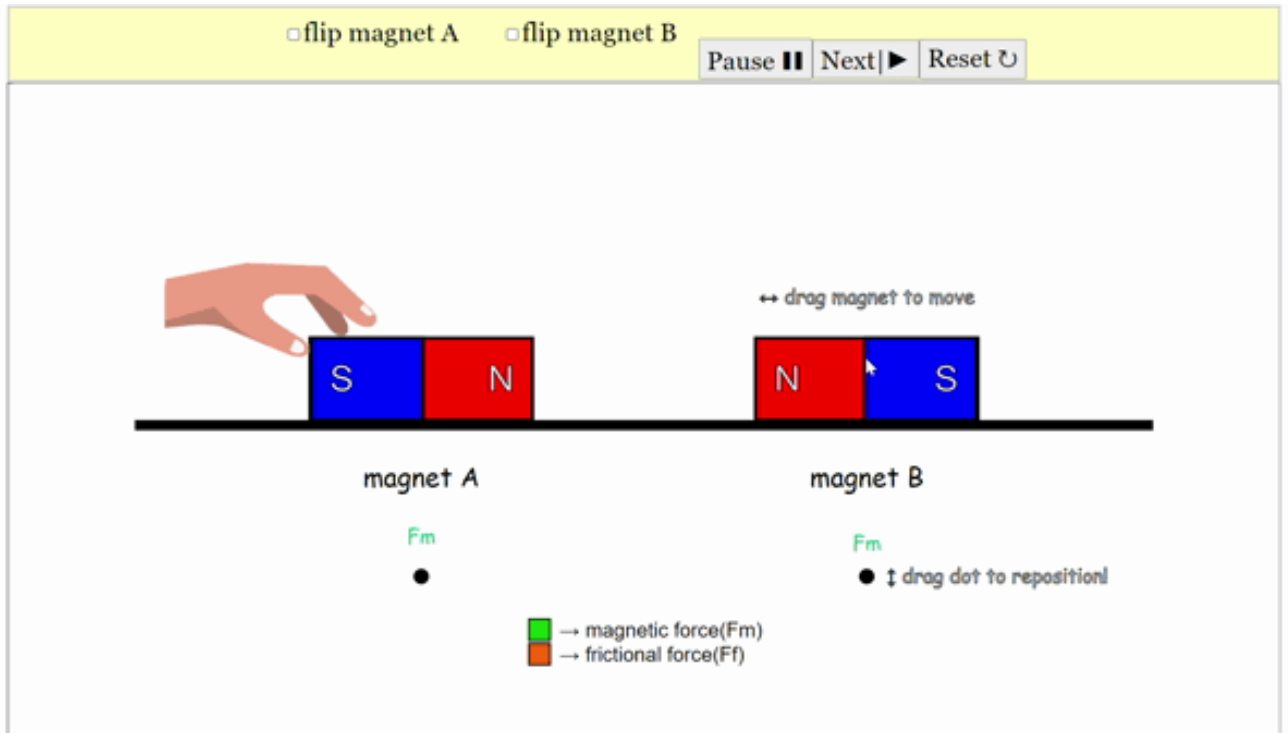 flip magnet A
flip magnet B
Pause
Next|
Reset ↻
↔ drag magnet to move
S N
N S
magnet A
magnet B
Fm
Fm
↕ drag dot to reposition!
→ magnetic force(Fm)
→ frictional force(Ff)